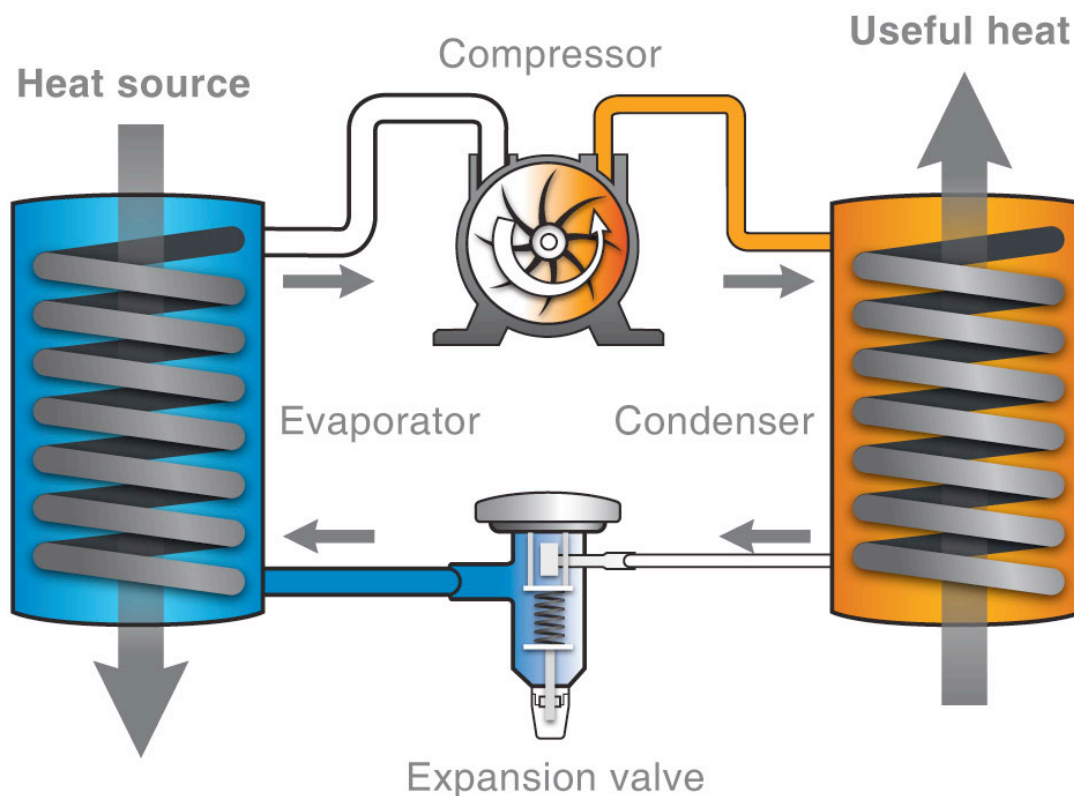 Heat source
Compressor
Useful heat
Evaporator
Condenser
Expansion valve